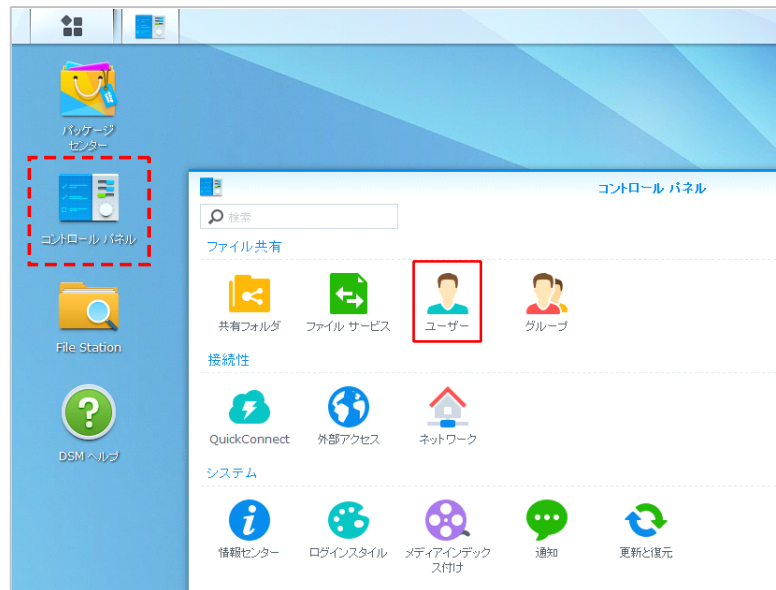 パッケージ
センター
コントロール パネル
File Station
DSM ヘルプ
コントロール パネル
検索
ファイル共有
共有フォルダ
ファイル サービス
ユーザー
グループ
接続性
QuickConnect
外部アクセス
ネットワーク
システム
情報センター
ログインスタイル
メディアインデック
ス付け
通知
更新と復元